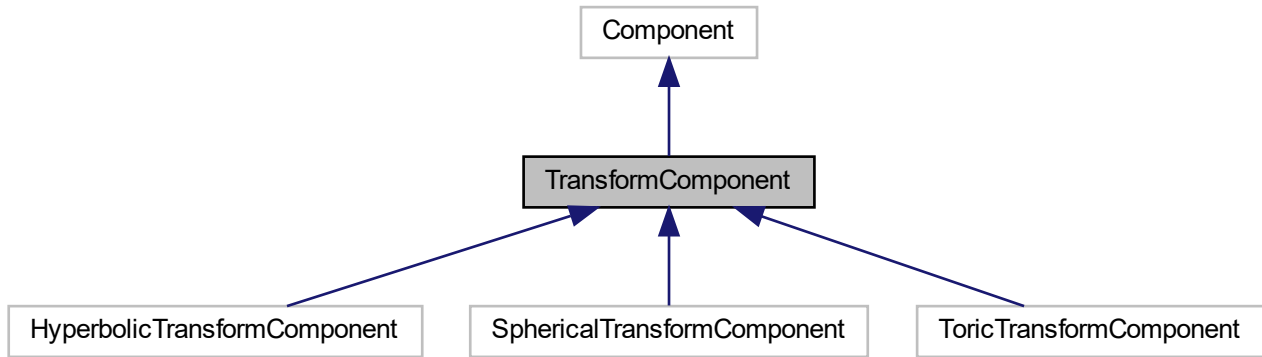 Component
TransformComponent
HyperbolicTransformComponent
SphericalTransformComponent
ToricTransformComponent